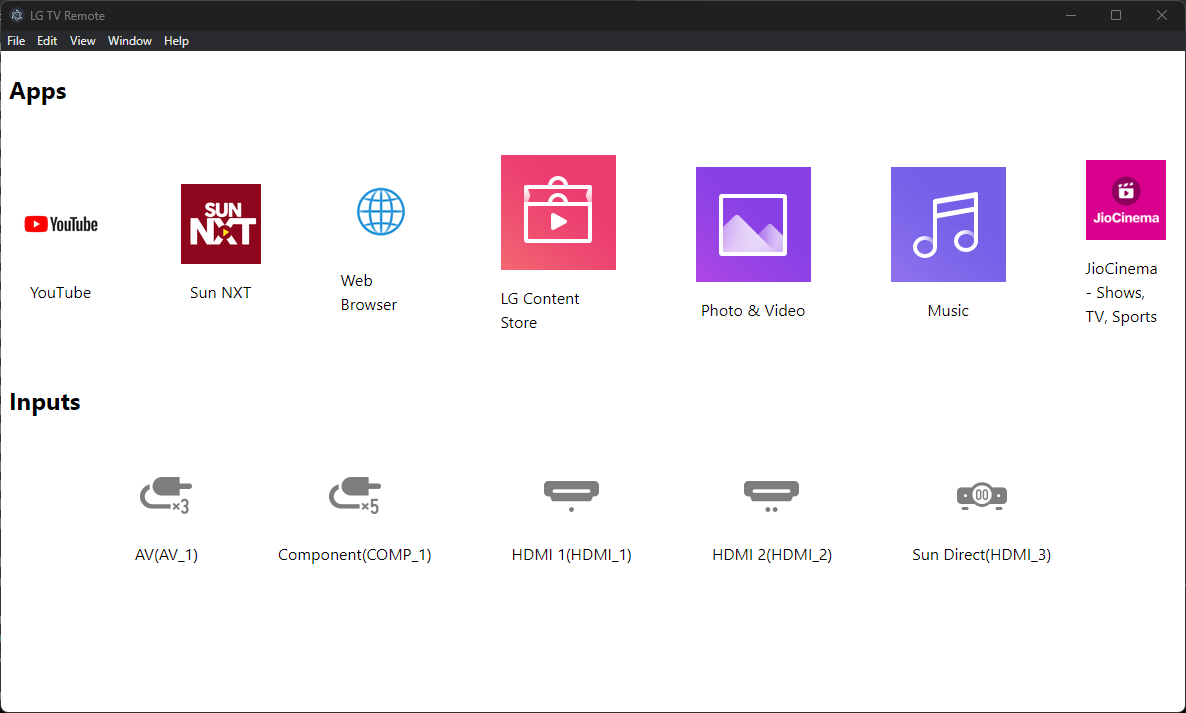 LG TV Remote
File Edit View Window Help
Apps
YouTube
SUN
NXT
JioCinema
YouTube
Sun NXT
Web
Browser
LG Content
Store
Photo & Video
Music
JioCinema
- Shows,
TV, Sports
Inputs
×3
×5
00
AV(AV_1)
Component(COMP_1)
HDMI 1(HDMI_1)
HDMI 2(HDMI_2)
Sun Direct(HDMI_3)